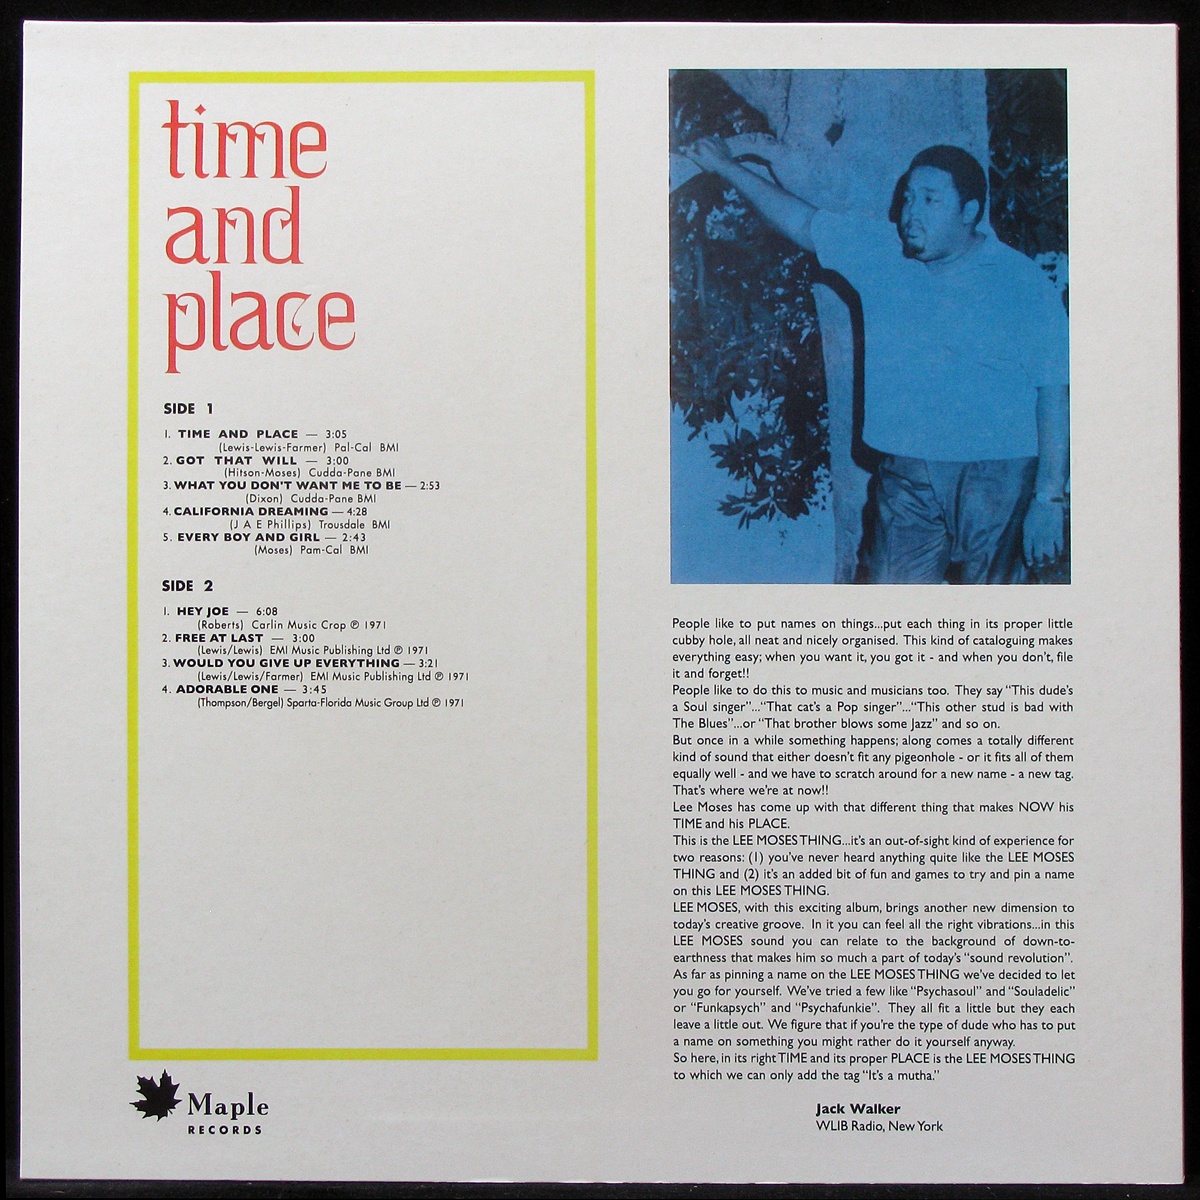 time
and
place
SIDE 1
1. TIME AND PLACE — 3:05
(Lewis-Lewis-Farmer) Pal-Cal BMI
2. GOT THAT WILL — 3:00
(Hitson-Moses) Cudda-Pane BMI
3. WHAT YOU DON'T WANT ME TO BE — 2:53
(Dixon) Cudda-Pane BMI
4. CALIFORNIA DREAMING — 4:28
(J A E Phillips) Trousdale BMI
5. EVERY BOY AND GIRL — 2:43
(Moses) Pam-Cal BMI
SIDE 2
1. HEY JOE — 6:08
(Roberts) Carlin Music Crop ℗ 1971
2. FREE AT LAST — 3:00
(Lewis/Lewis) EMI Music Publishing Ltd ℗ 1971
3. WOULD YOU GIVE UP EVERYTHING — 3:21
(Lewis/Lewis/Farmer) EMI Music Publishing Ltd ℗ 1971
4. ADORABLE ONE — 3:45
(Thompson/Bergel) Sparta-Florida Music Group Ltd ℗ 1971
Maple
RECORDS
People like to put names on things...put each thing in its proper little
cubby hole, all neat and nicely organised. This kind of cataloguing makes
everything easy; when you want it, you got it - and when you don't, file
it and forget!!
People like to do this to music and musicians too. They say "This dude's
a Soul singer"..."That cat's a Pop singer"..."This other stud is bad with
The Blues"...or "That brother blows some Jazz" and so on.
But once in a while something happens; along comes a totally different
kind of sound that either doesn't fit any pigeonhole - or it fits all of them
equally well - and we have to scratch around for a new name - a new tag.
That's where we're at now!!
Lee Moses has come up with that different thing that makes NOW his
TIME and his PLACE.
This is the LEE MOSES THING...it's an out-of-sight kind of experience for
two reasons: (1) you've never heard anything quite like the LEE MOSES
THING and (2) it's an added bit of fun and games to try and pin a name
on this LEE MOSES THING.
LEE MOSES, with this exciting album, brings another new dimension to
today's creative groove. In it you can feel all the right vibrations...in this
LEE MOSES sound you can relate to the background of down-to-
earthness that makes him so much a part of today's "sound revolution".
As far as pinning a name on the LEE MOSES THING we've decided to let
you go for yourself. We've tried a few like "Psychasoul" and "Souladelic"
or "Funkapsych" and "Psychafunkie". They all fit a little but they each
leave a little out. We figure that if you're the type of dude who has to put
a name on something you might rather do it yourself anyway.
So here, in its right TIME and its proper PLACE is the LEE MOSES THING
to which we can only add the tag "It's a mutha."
Jack Walker
WLIB Radio, New York